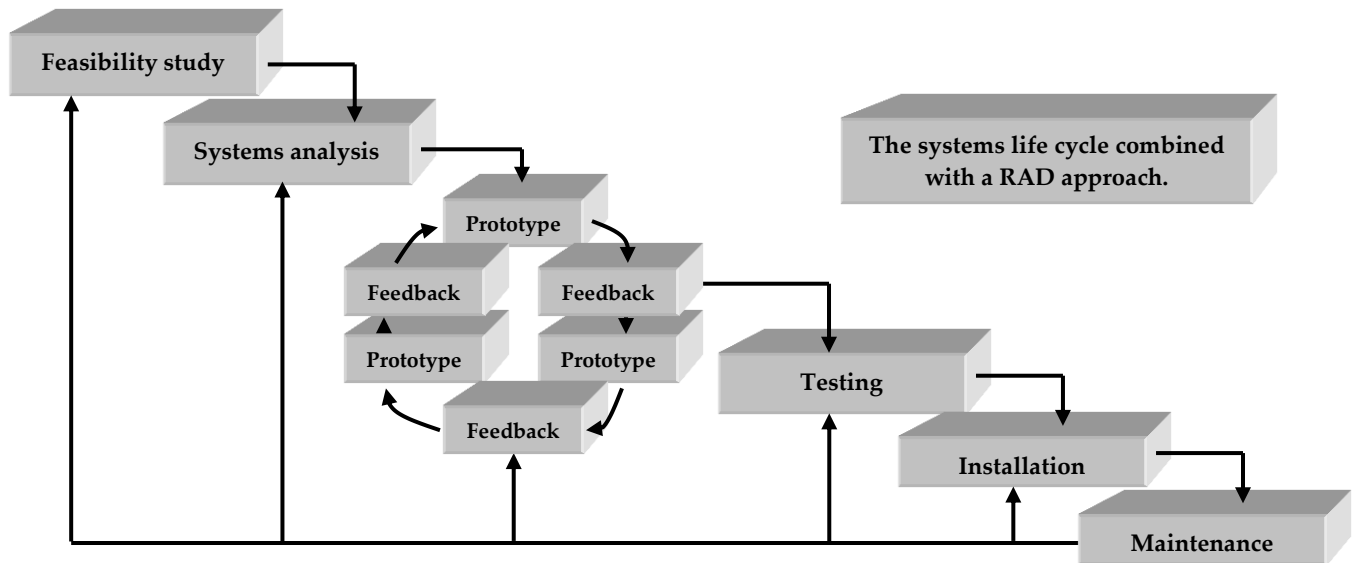 Feasibility study
Systems analysis
The systems life cycle combined
with a RAD approach.
Prototype
Feedback
Feedback
Prototype
Prototype
Testing
Feedback
Installation
Maintenance